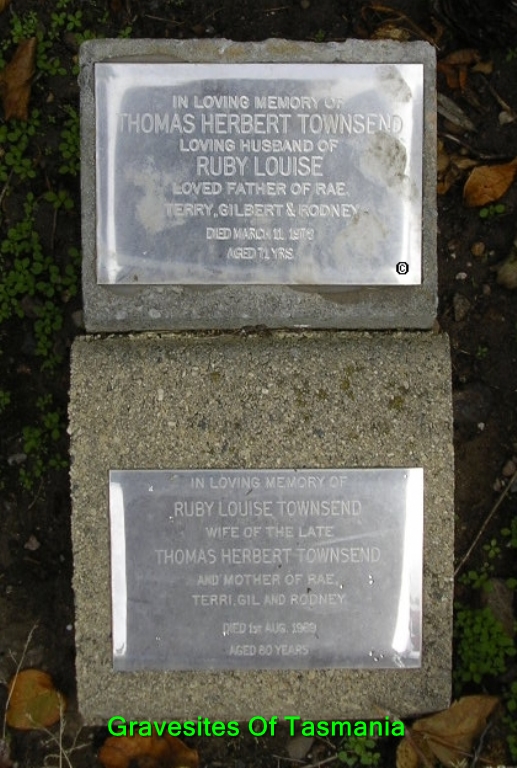 IN LOVING MEMORY OF
THOMAS HERBERT TOWNSEND
LOVING HUSBAND OF
RUBY LOUISE
LOVED FATHER OF RAE,
TERRY, GILBERT & RODNEY
DIED MARCH 11, 
AGED 71 YRS
©
IN LOVING MEMORY OF
RUBY LOUISE TOWNSEND
WIFE OF THE LATE
THOMAS HERBERT TOWNSEND
AND MOTHER OF RAE,
TERRI, GIL AND RODNEY.
DIED 1st AUG. 1989
AGED 80 YEARS
Gravesites Of Tasmania